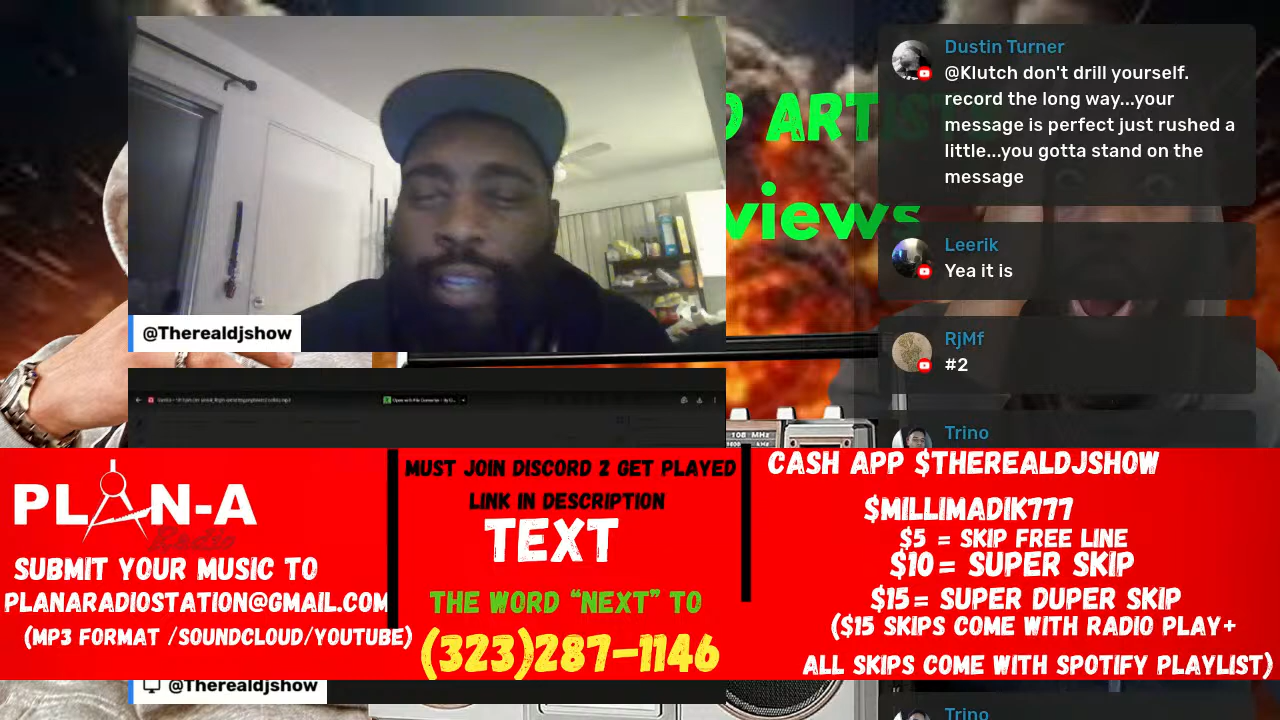 D ARTIS
views
@Therealdjshow
Dustin Turner
@Klutch don't drill yourself.
record the long way...your
message is perfect just rushed a
little...you gotta stand on the
message
Leerik
Yea it is
RjMf
#2
Trino
108 MHz
PLAN-A
Radio
SUBMIT YOUR MUSIC TO
PLANARADIOSTATION@GMAIL.COM
(MP3 FORMAT /SOUNDCLOUD/YOUTUBE)
MUST JOIN DISCORD 2 GET PLAYED
LINK IN DESCRIPTION
TEXT
THE WORD “NEXT” TO
(323)287-1146
CASH APP $THEREALDJSHOW
$MILLIMADIK777
$5 = SKIP FREE LINE
$10 = SUPER SKIP
$15 = SUPER DUPER SKIP
($15 SKIPS COME WITH RADIO PLAY+
ALL SKIPS COME WITH SPOTIFY PLAYLIST)
@Therealdjshow
Trino